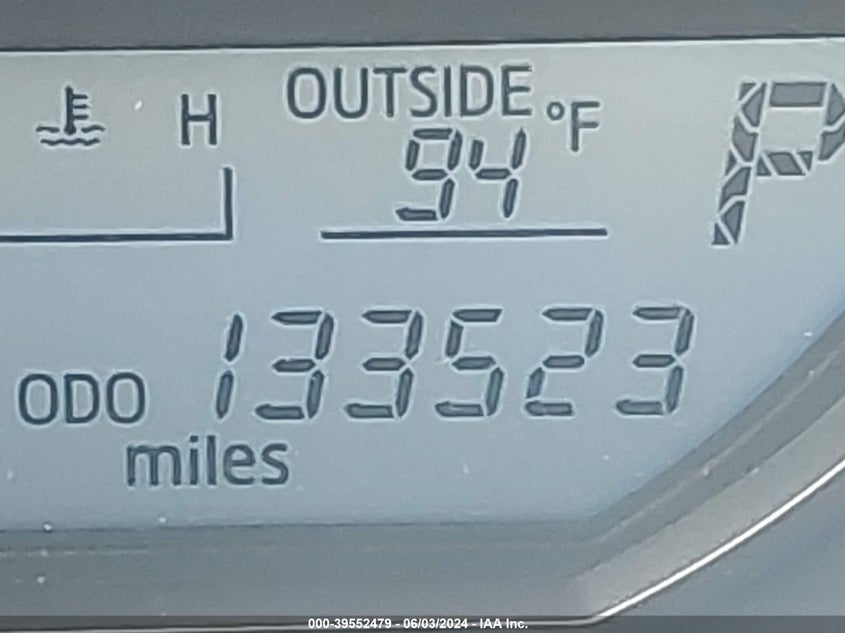 H OUTSIDE °F P
94
ODO 133523
miles
000-39552479 - 06/03/2024 - IAA Inc.